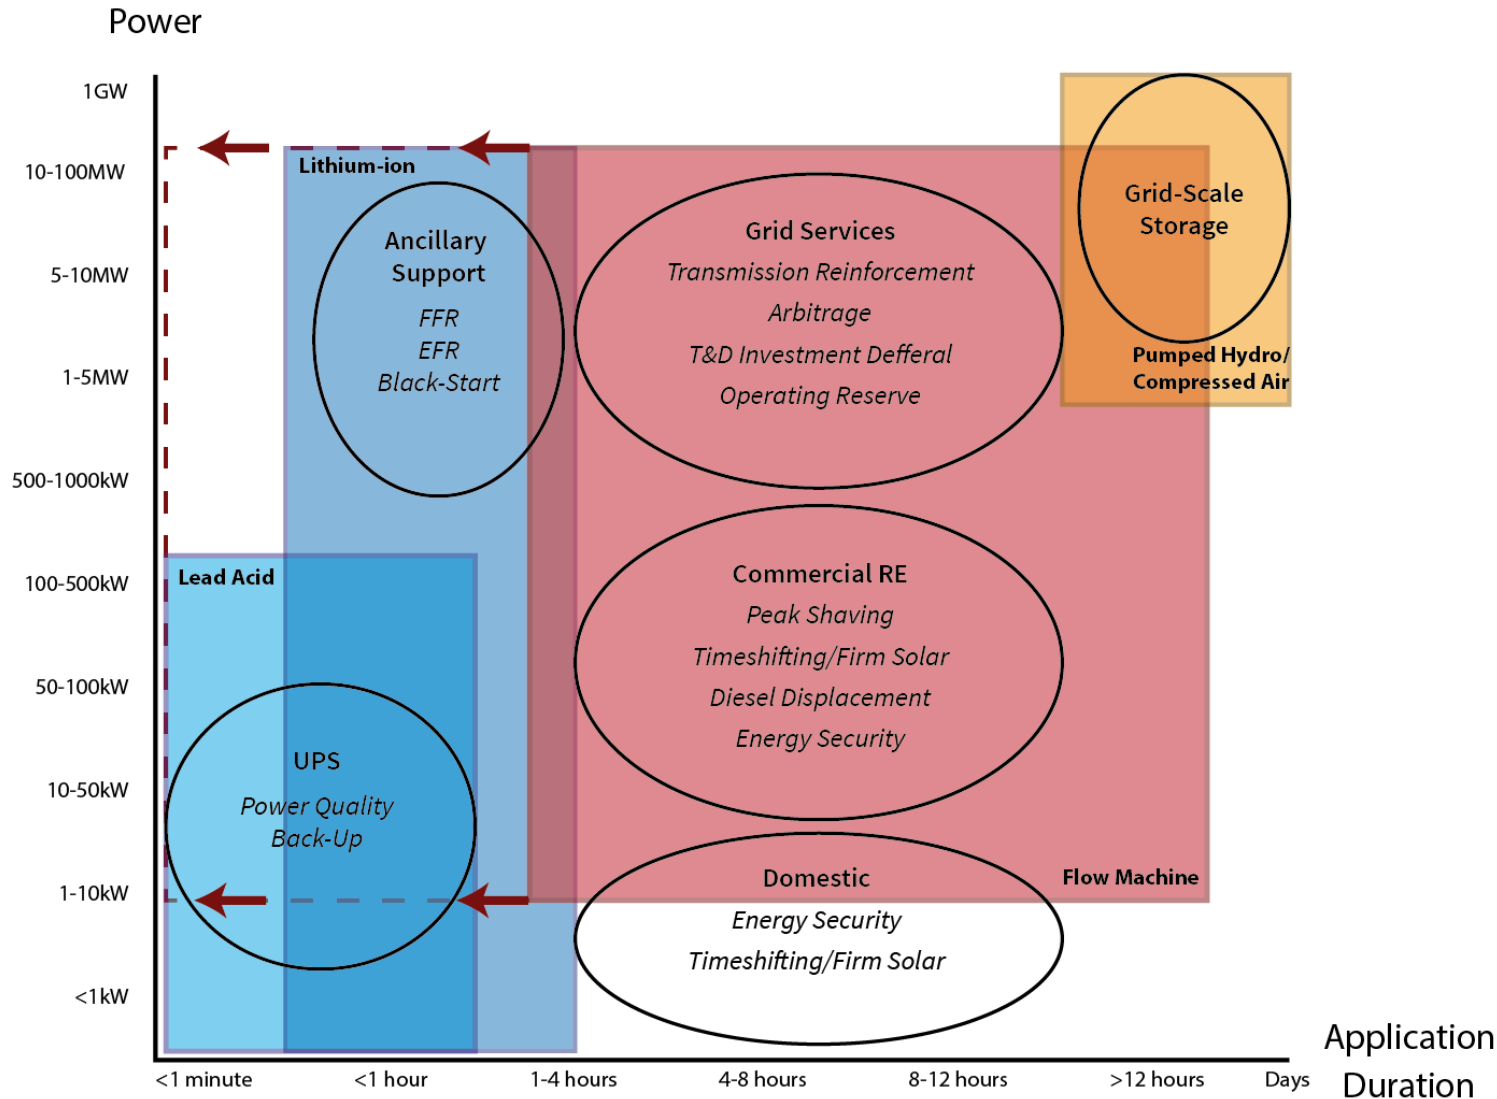 Power
1GW
10-100MW
5-10MW
1-5MW
500-1000kW
100-500kW
50-100kW
10-50kW
1-10kW
<1kW
Lithium-ion
Ancillary
Support
FFR
EFR
Black-Start
Grid Services
Transmission Reinforcement
Arbitrage
T&D Investment Defferal
Operating Reserve
Grid-Scale
Storage
Pumped Hydro/
Compressed Air
Lead Acid
Commercial RE
Peak Shaving
Timeshifting/Firm Solar
Diesel Displacement
Energy Security
UPS
Power Quality
Back-Up
Domestic
Energy Security
Timeshifting/Firm Solar
Flow Machine
<1 minute
<1 hour
1-4 hours
4-8 hours
8-12 hours
>12 hours
Days
Application
Duration